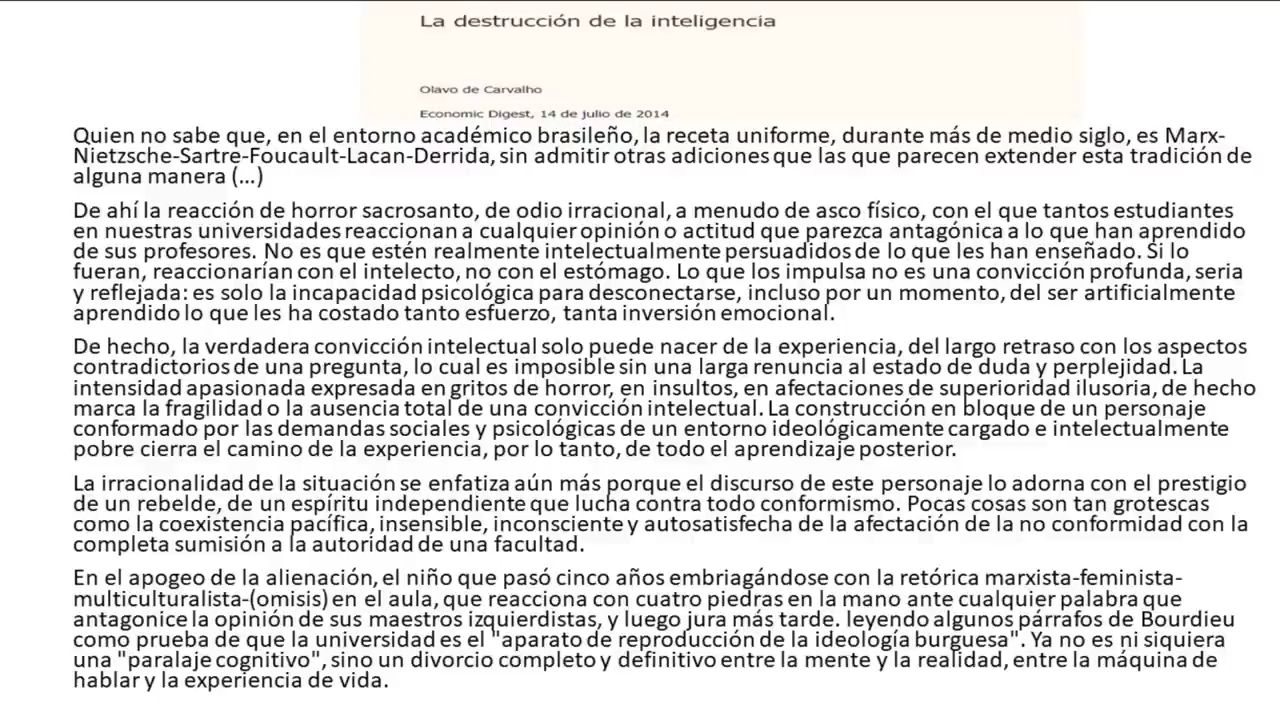 La destrucción de la inteligencia
Olavo de Carvalho
Economic Digest, 14 de julio de 2014
Quien no sabe que, en el entorno académico brasileño, la receta uniforme, durante más de medio siglo, es Marx-
Nietzsche-Sartre-Foucault-Lacan-Derrida, sin admitir otras adiciones que las que parecen extender esta tradición de
alguna manera (...)
De ahí la reacción de horror sacrosanto, de odio irracional, a menudo de asco físico, con el que tantos estudiantes
en nuestras universidades reaccionan a cualquier opinión o actitud que parezca antagónica a lo que han aprendido
de sus profesores. No es que estén realmente intelectualmente persuadidos de lo que les han enseñado. Si lo
fueran, reaccionarían con el intelecto, no con el estómago. Lo que los impulsa no es una convicción profunda, seria
y reflejada: es solo la incapacidad psicológica para desconectarse, incluso por un momento, del ser artificialmente
aprendido lo que les ha costado tanto esfuerzo, tanta inversión emocional.
De hecho, la verdadera convicción intelectual solo puede nacer de la experiencia, del largo retraso con los aspectos
contradictorios de una pregunta, lo cual es imposible sin una larga renuncia al estado de duda y perplejidad. La
intensidad apasionada expresada en gritos de horror, en insultos, en afectaciones de superioridad ilusoria, de hecho
marca la fragilidad o la ausencia total de una convicción intelectual. La construcción en bloque de un personaje
conformado por las demandas sociales y psicológicas de un entorno ideológicamente cargado e intelectualmente
pobre cierra el camino de la experiencia, por lo tanto, de todo el aprendizaje posterior.
La irracionalidad de la situación se enfatiza aún más porque el discurso de este personaje lo adorna con el prestigio
de un rebelde, de un espíritu independiente que lucha contra todo conformismo. Pocas cosas son tan grotescas
como la coexistencia pacífica, insensible, inconsciente y autosatisfecha de la afectación de la no conformidad con la
completa sumisión a la autoridad de una facultad.
En el apogeo de la alienación, el niño que pasó cinco años embriagándose con la retórica marxista-feminista-
multiculturalista-(omisis) en el aula, que reacciona con cuatro piedras en la mano ante cualquier palabra que
antagonice la opinión de sus maestros izquierdistas, y luego jura más tarde. leyendo algunos párrafos de Bourdieu
como prueba de que la universidad es el "aparato de reproducción de la ideología burguesa". Ya no es ni siquiera
una "paralaje cognitivo", sino un divorcio completo y definitivo entre la mente y la realidad, entre la máquina de
hablar y la experiencia de vida.